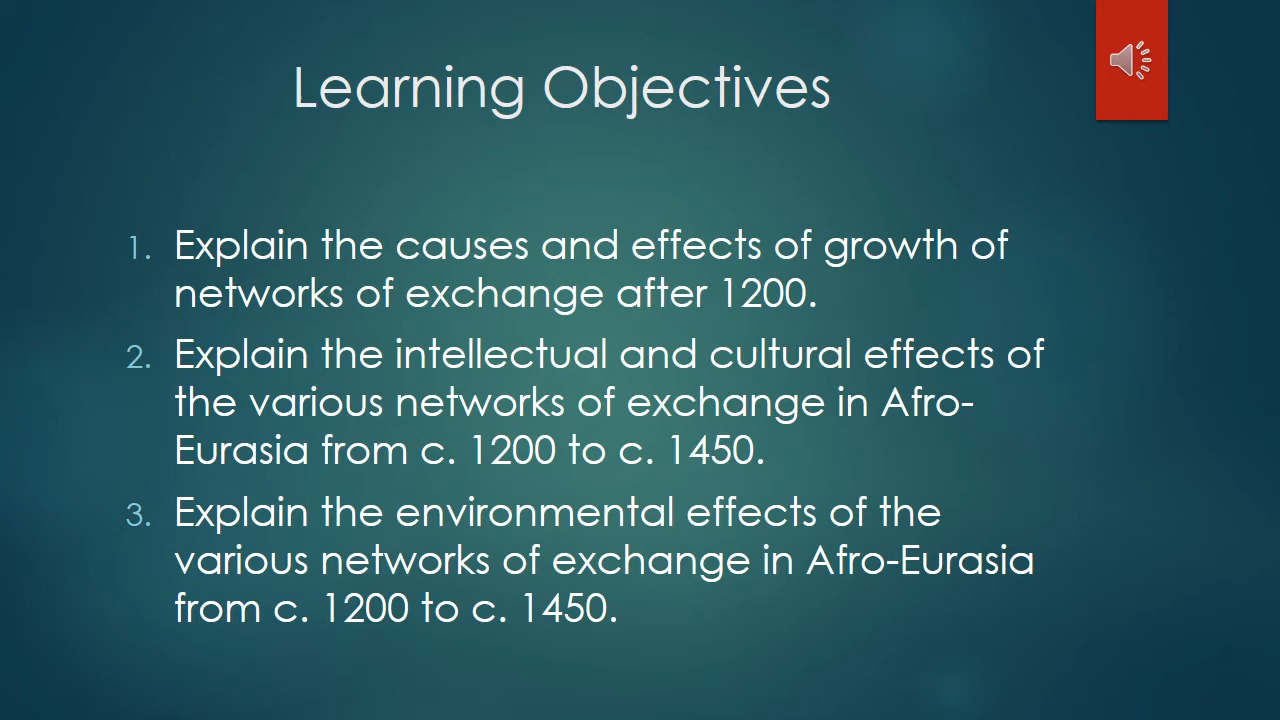 Learning Objectives
1. Explain the causes and effects of growth of
networks of exchange after 1200.
2. Explain the intellectual and cultural effects of
the various networks of exchange in Afro-
Eurasia from c. 1200 to c. 1450.
3. Explain the environmental effects of the
various networks of exchange in Afro-Eurasia
from c. 1200 to c. 1450.